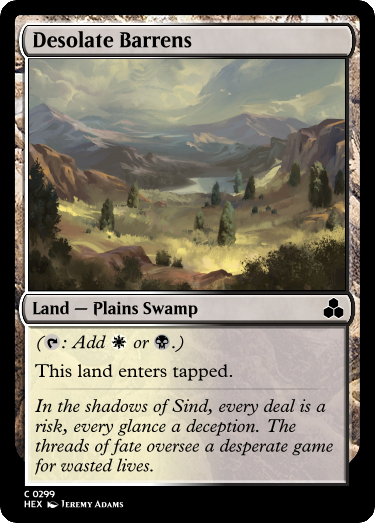 Desolate Barrens
Land — Plains Swamp
(: Add or .)
This land enters tapped.
In the shadows of Sind, every deal is a
risk, every glance a deception. The
threads of fate oversee a desperate game
for wasted lives.
C 0299
HEX Jeremy Adams